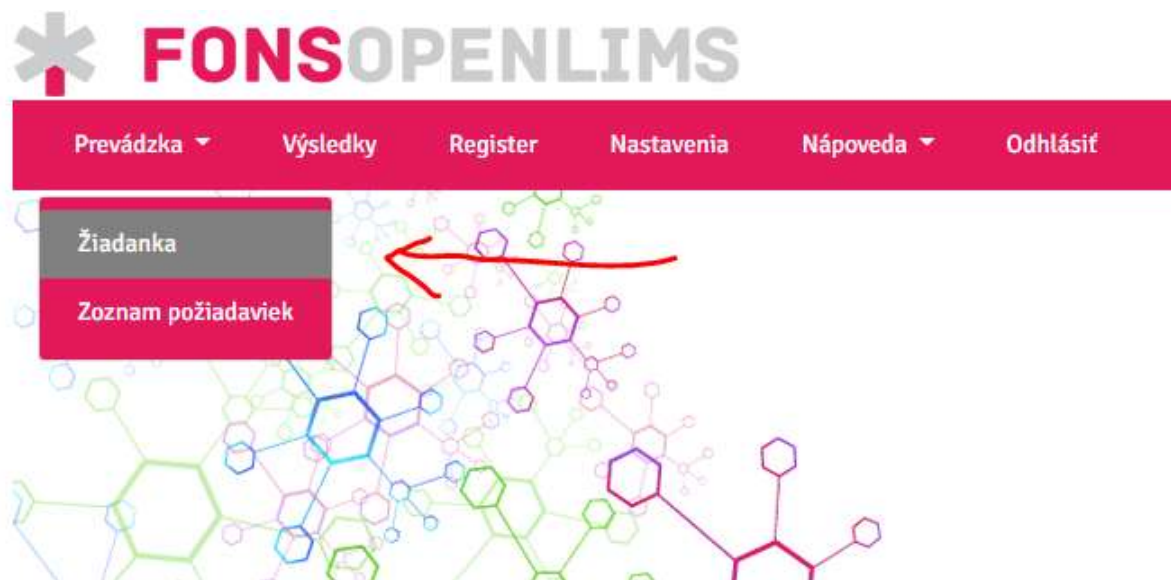 FONSOPENLIMS
Prevádzka Výsledky Register Nastavenia Nápoveda Odhlásiť
Žiadanka
Zoznam požiadaviek